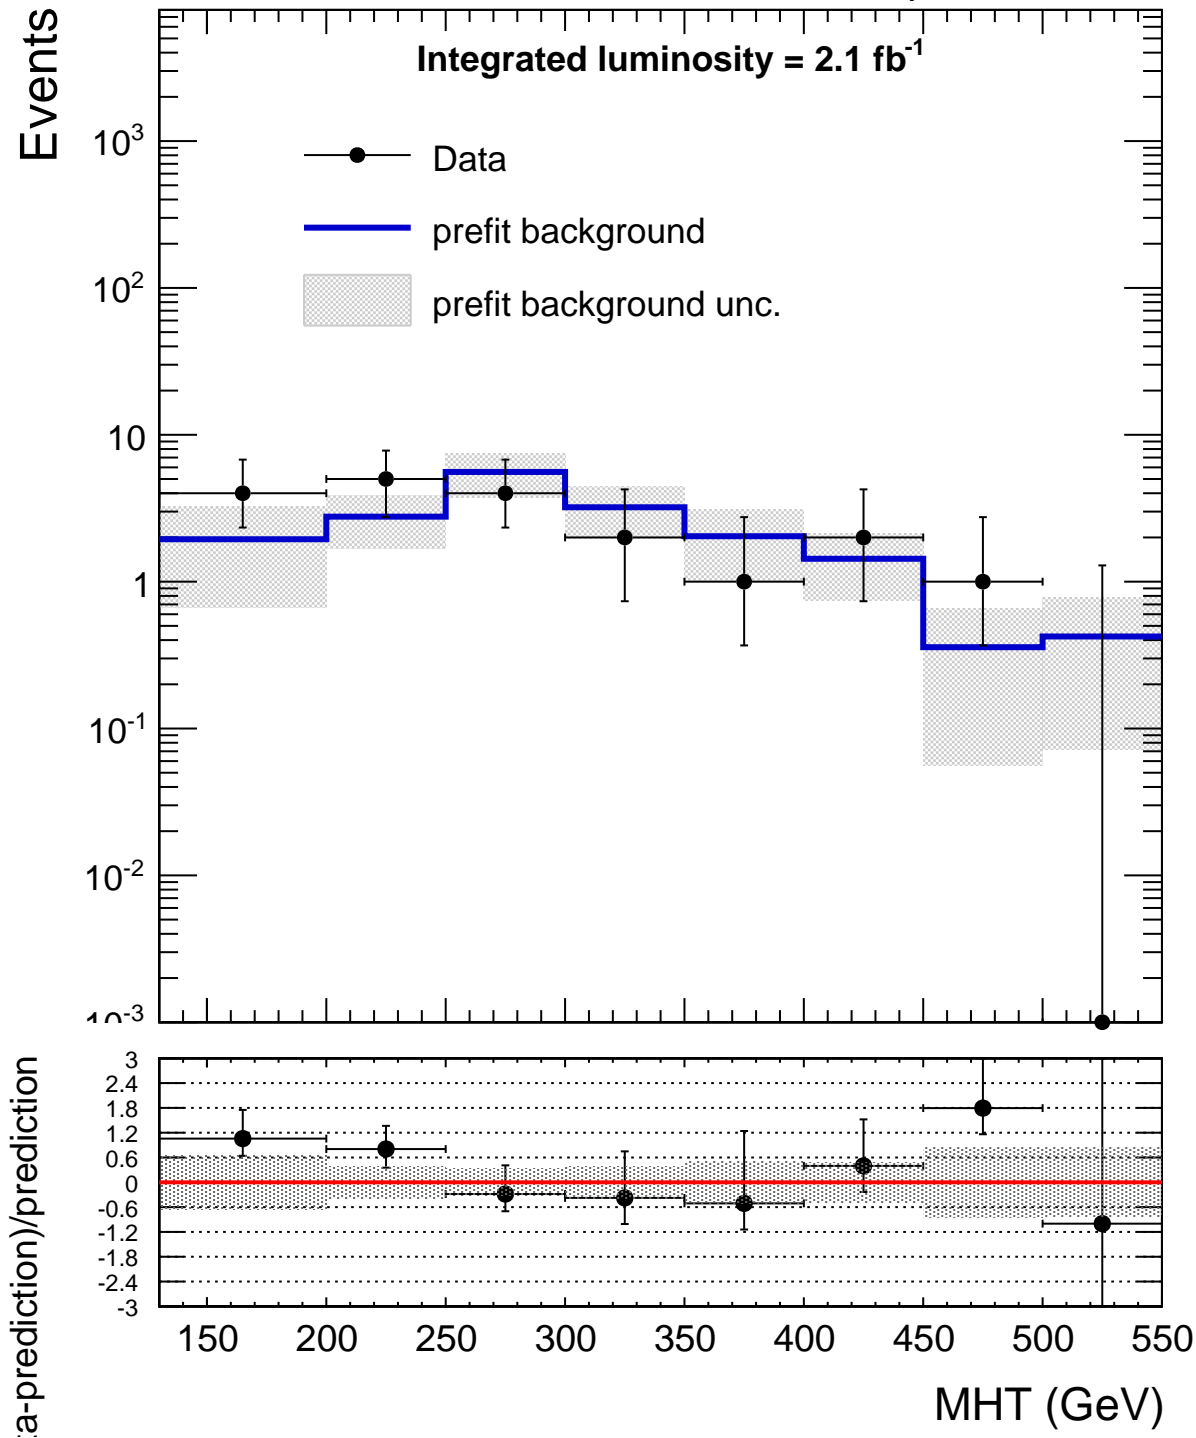 Integrated luminosity = 2.1 fb⁻¹
Events
Data
prefit background
prefit background unc.
10³
10²
10
1
10⁻¹
10⁻²
10⁻³
3
2.4
1.8
1.2
0.6
0
-0.6
-1.2
-1.8
-2.4
-3
ta-prediction)/prediction
150 200 250 300 350 400 450 500 550
MHT (GeV)